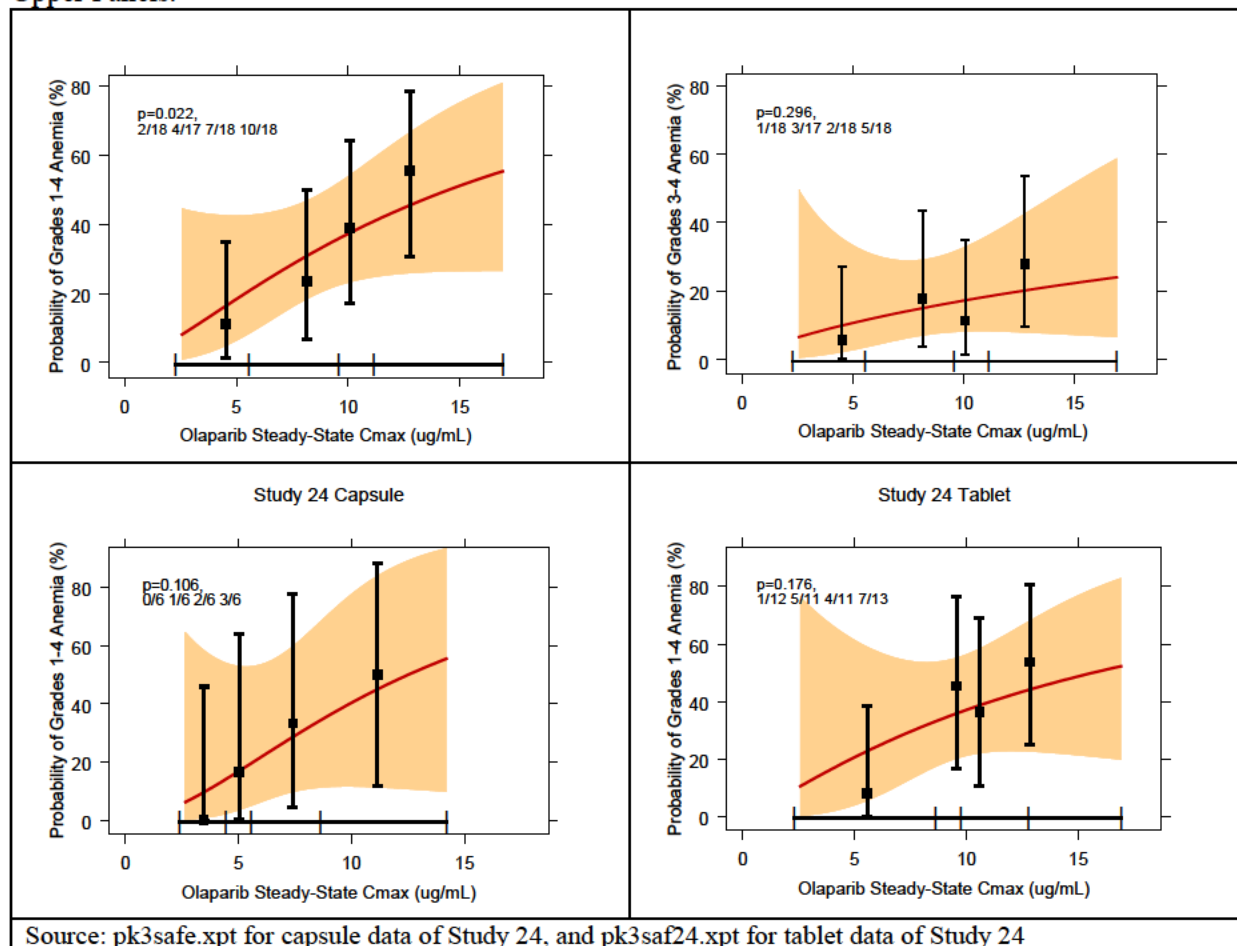 Upper Panels:
Probability of Grades 1-4 Anemia (%)
80
60
40
20
0
p=0.022,
2/18 4/17 7/18 10/18
0 5 10 15
Olaparib Steady-State Cmax (ug/mL)
Probability of Grades 3-4 Anemia (%)
80
60
40
20
0
p=0.296,
1/18 3/17 2/18 5/18
0 5 10 15
Olaparib Steady-State Cmax (ug/mL)
Study 24 Capsule
Probability of Grades 1-4 Anemia (%)
80
60
40
20
0
p=0.106,
0/6 1/6 2/6 3/6
0 5 10 15
Olaparib Steady-State Cmax (ug/mL)
Study 24 Tablet
Probability of Grades 1-4 Anemia (%)
80
60
40
20
0
p=0.176,
1/12 5/11 4/11 7/13
0 5 10 15
Olaparib Steady-State Cmax (ug/mL)
Source: pk3safe.xpt for capsule data of Study 24, and pk3saf24.xpt for tablet data of Study 24